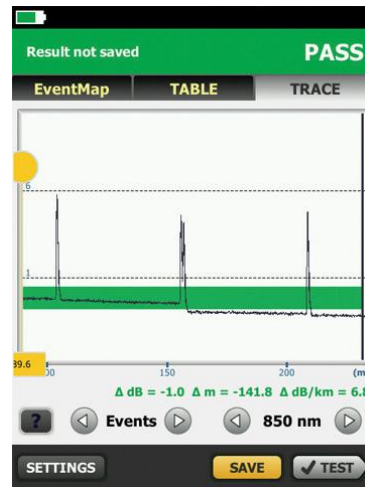 Result not saved PASS
EventMap TABLE TRACE
6
1
39.6
150 200 (m
Δ dB = -1.0 Δ m = -141.8 Δ dB/km = 6.8
? Events 850 nm
SETTINGS SAVE TEST